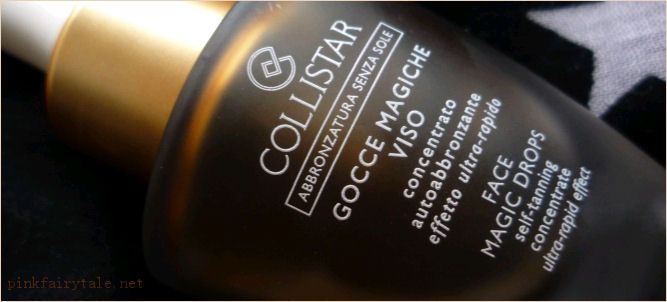 COLLISTAR
ABBRONZATURA SENZA SOLE
GOCCE MAGICHE
VISO
concentrato
autoabbronzante
effetto ultra-rapido
FACE
MAGIC DROPS
self-tanning
concentrate
ultra-rapid effect
pinkfairytale.net